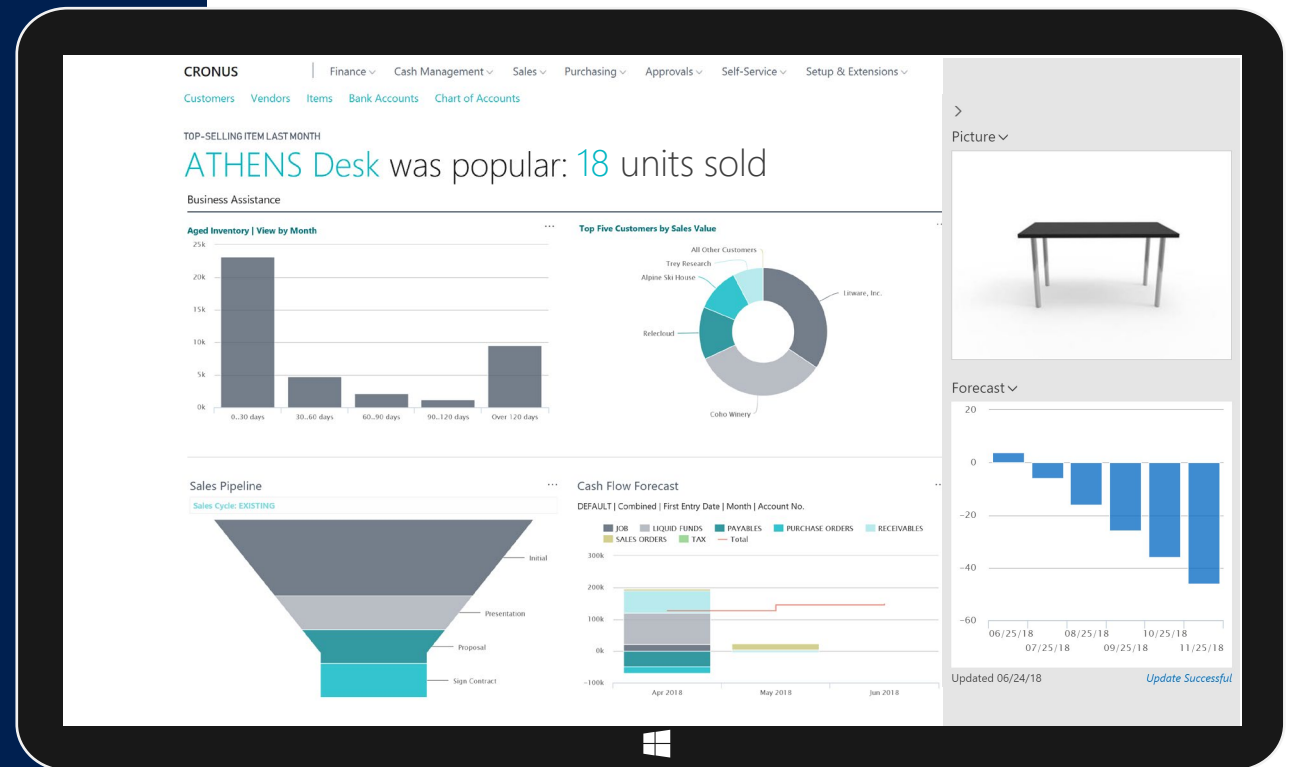 CRONUS
Finance Cash Management Sales Purchasing Approvals Self-Service Setup & Extensions
Customers Vendors Items Bank Accounts Chart of Accounts
TOP-SELLING ITEM LAST MONTH
ATHENS Desk was popular: 18 units sold
Business Assistance
Aged Inventory | View by Month ...
25k
20k
15k
10k
5k
0k
0..30 days 30..60 days 60..90 days 90..120 days Over 120 days
Top Five Customers by Sales Value
All Other Customers
Trey Research
Alpine Ski House
Litware, Inc.
Relecloud
Coho Winery
Sales Pipeline ...
Sales Cycle: EXISTING
Initial
Presentation
Proposal
Sign Contract
Cash Flow Forecast
DEFAULT | Combined | First Entry Date | Month | Account No.
JOB LIQUID FUNDS PAYABLES PURCHASE ORDERS RECEIVABLES
SALES ORDERS TAX Total
300k
200k
100k
0k
-100k
Apr 2018 May 2018 Jun 2018
Picture
Forecast
20
0
-20
-40
-60
06/25/18 08/25/18 10/25/18
07/25/18 09/25/18 11/25/18
Updated 06/24/18 Update Successful